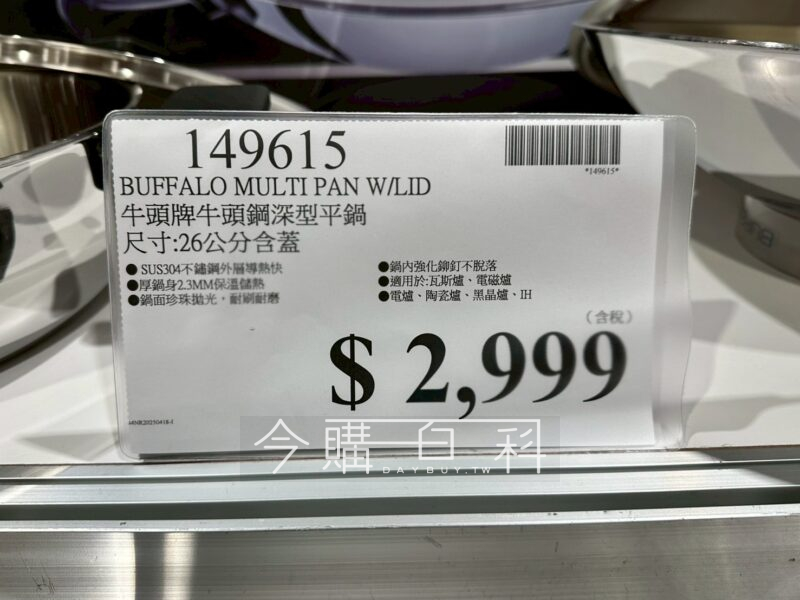 149615
*149615*
BUFFALO MULTI PAN W/LID
牛頭牌牛頭鋼深型平鍋
尺寸:26公分含蓋
● SUS304不鏽鋼外層導熱快
●厚鍋身2.3MM保溫儲熱
●鍋面珍珠拋光，耐刷耐磨
●鍋內強化鉚釘不脫落
●適用於:瓦斯爐、電磁爐
●電爐、陶瓷爐、黑晶爐、IH
(含稅)
$ 2,999
今購百科
DAYBUY.TW